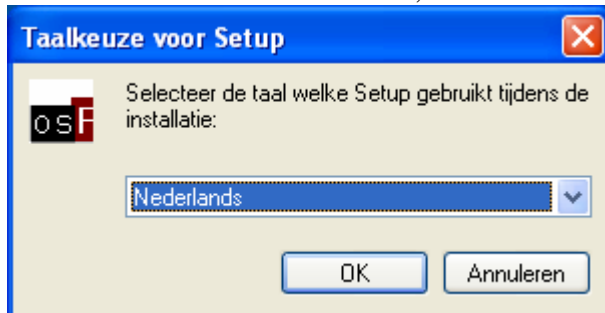 Taalkeuze voor Setup
Selecteer de taal welke Setup gebruikt tijdens de
installatie:
osF
Nederlands
OK
Annuleren